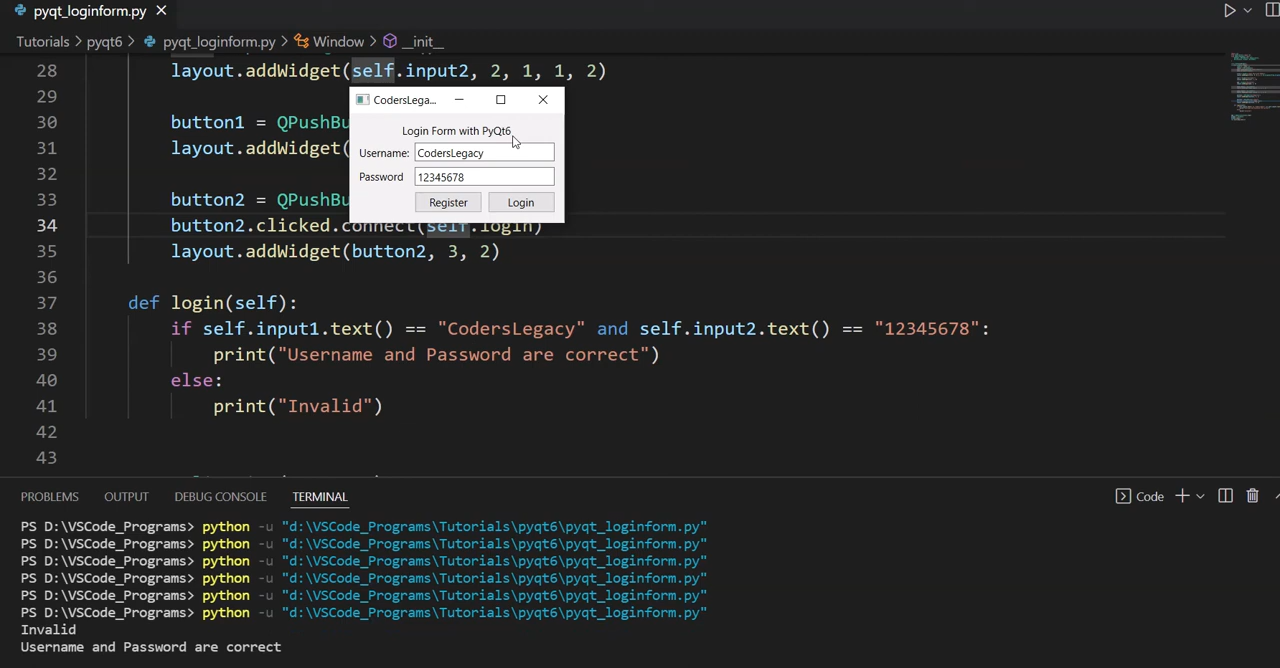 pyqt_loginform.py
Tutorials > pyqt6 > pyqt_loginform.py > Window > __init__
28 layout.addWidget(self.input2, 2, 1, 1, 2)
29
30 button1 = QPushBu
31 layout.addWidget(
32
33 button2 = QPushBu
34 button2.clicked.connect(self.login)
35 layout.addWidget(button2, 3, 2)
36
37 def login(self):
38 if self.input1.text() == "CodersLegacy" and self.input2.text() == "12345678":
39 print("Username and Password are correct")
40 else:
41 print("Invalid")
42
43
CodersLega...
Login Form with PyQt6
Username: CodersLegacy
Password 12345678
Register Login
PROBLEMS OUTPUT DEBUG CONSOLE TERMINAL Code
PS D:\VSCode_Programs> python -u "d:\VSCode_Programs\Tutorials\pyqt6\pyqt_loginform.py"
PS D:\VSCode_Programs> python -u "d:\VSCode_Programs\Tutorials\pyqt6\pyqt_loginform.py"
PS D:\VSCode_Programs> python -u "d:\VSCode_Programs\Tutorials\pyqt6\pyqt_loginform.py"
PS D:\VSCode_Programs> python -u "d:\VSCode_Programs\Tutorials\pyqt6\pyqt_loginform.py"
PS D:\VSCode_Programs> python -u "d:\VSCode_Programs\Tutorials\pyqt6\pyqt_loginform.py"
PS D:\VSCode_Programs> python -u "d:\VSCode_Programs\Tutorials\pyqt6\pyqt_loginform.py"
Invalid
Username and Password are correct